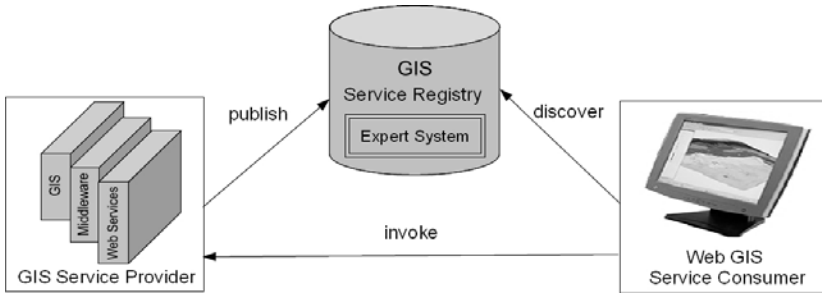 GIS
Service Registry
Expert System
publish
discover
GIS
Middleware
Web Services
invoke
GIS Service Provider
Web GIS
Service Consumer